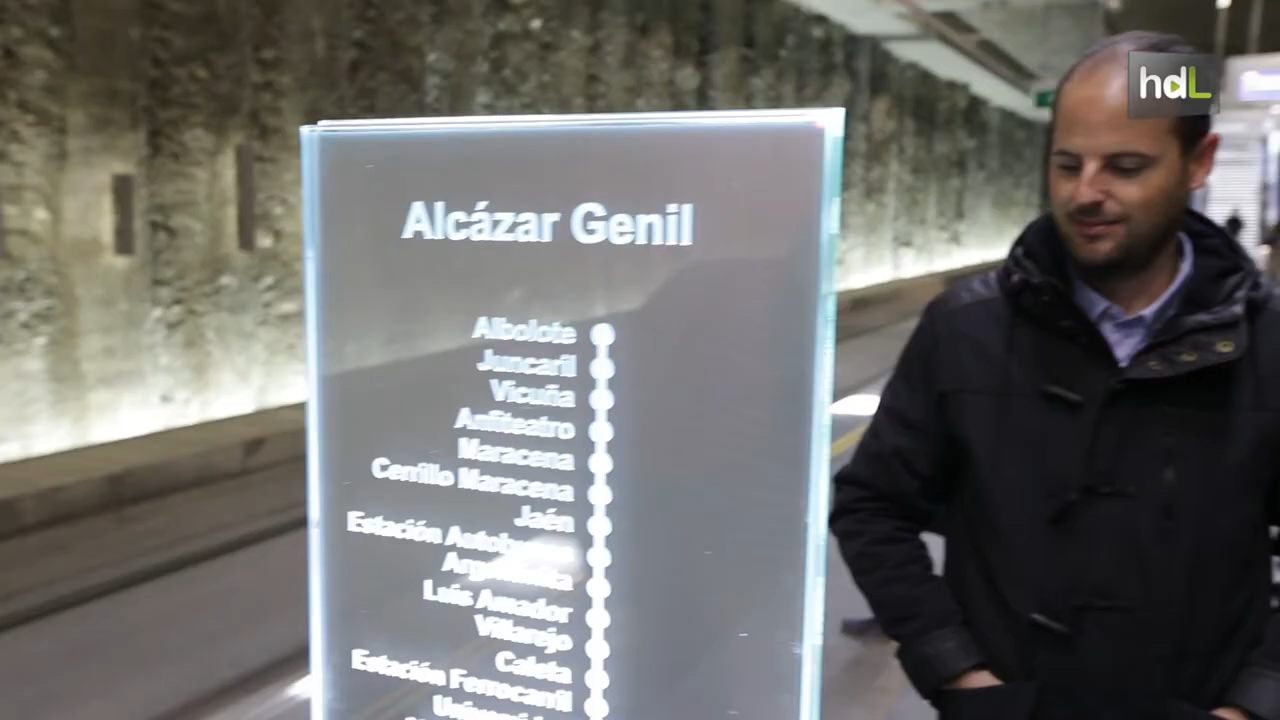 hdL
Alcázar Genil
Albolote
Juncaril
Vicuña
Anfiteatro
Maracena
Cerrillo Maracena
Jaén
Estación Autobuses
Argentinita
Luis Amador
Villarejo
Caleta
Estación Ferrocarril